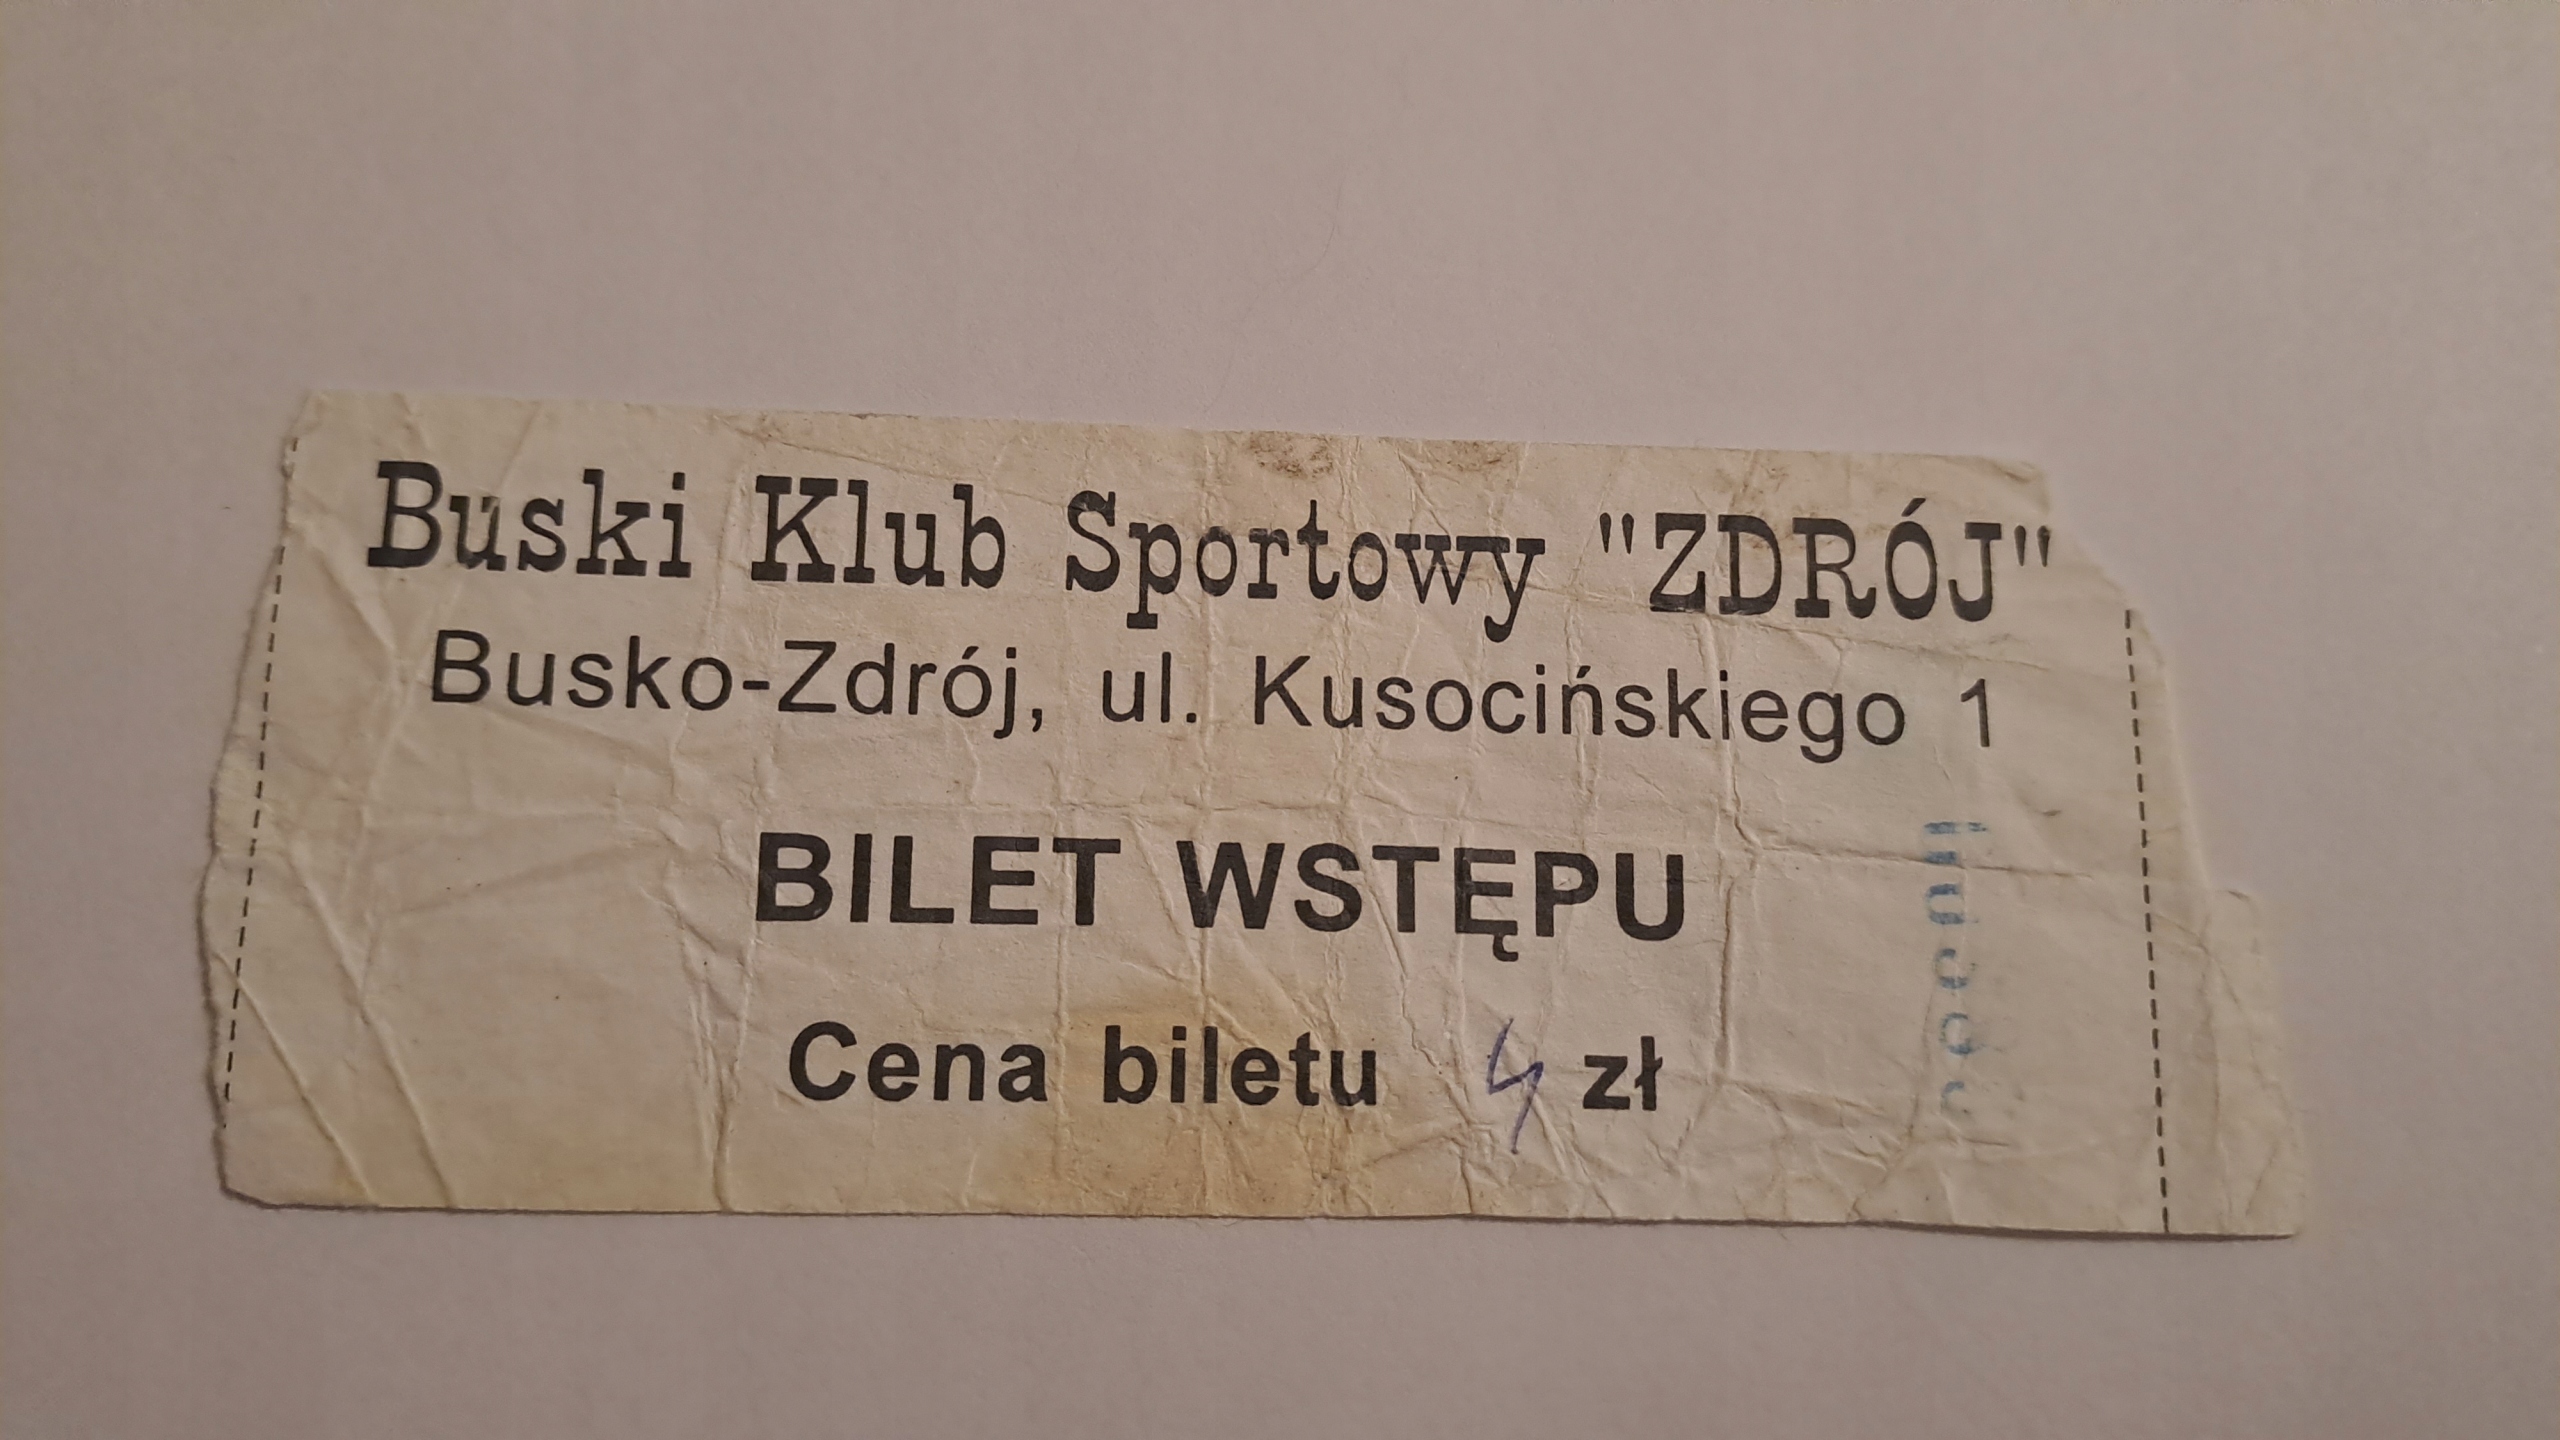 Buski Klub Sportowy "ZDRÓJ"
Busko-Zdrój, ul. Kusocińskiego 1
BILET WSTĘPU
Cena biletu 4 zł